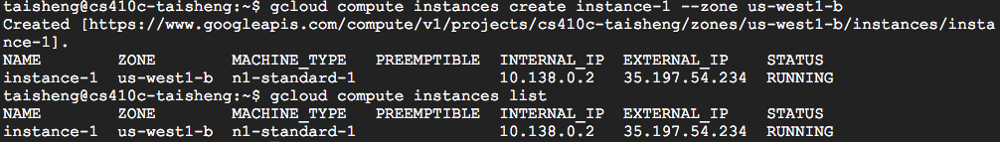 taisheng@cs410c-taisheng:~$ gcloud compute instances create instance-1 --zone us-west1-b
Created [https://www.googleapis.com/compute/v1/projects/cs410c-taisheng/zones/us-west1-b/instances/insta
nce-1].
NAME ZONE MACHINE_TYPE PREEMPTIBLE INTERNAL_IP EXTERNAL_IP STATUS
instance-1 us-west1-b n1-standard-1 10.138.0.2 35.197.54.234 RUNNING
taisheng@cs410c-taisheng:~$ gcloud compute instances list
NAME ZONE MACHINE_TYPE PREEMPTIBLE INTERNAL_IP EXTERNAL_IP STATUS
instance-1 us-west1-b n1-standard-1 10.138.0.2 35.197.54.234 RUNNING